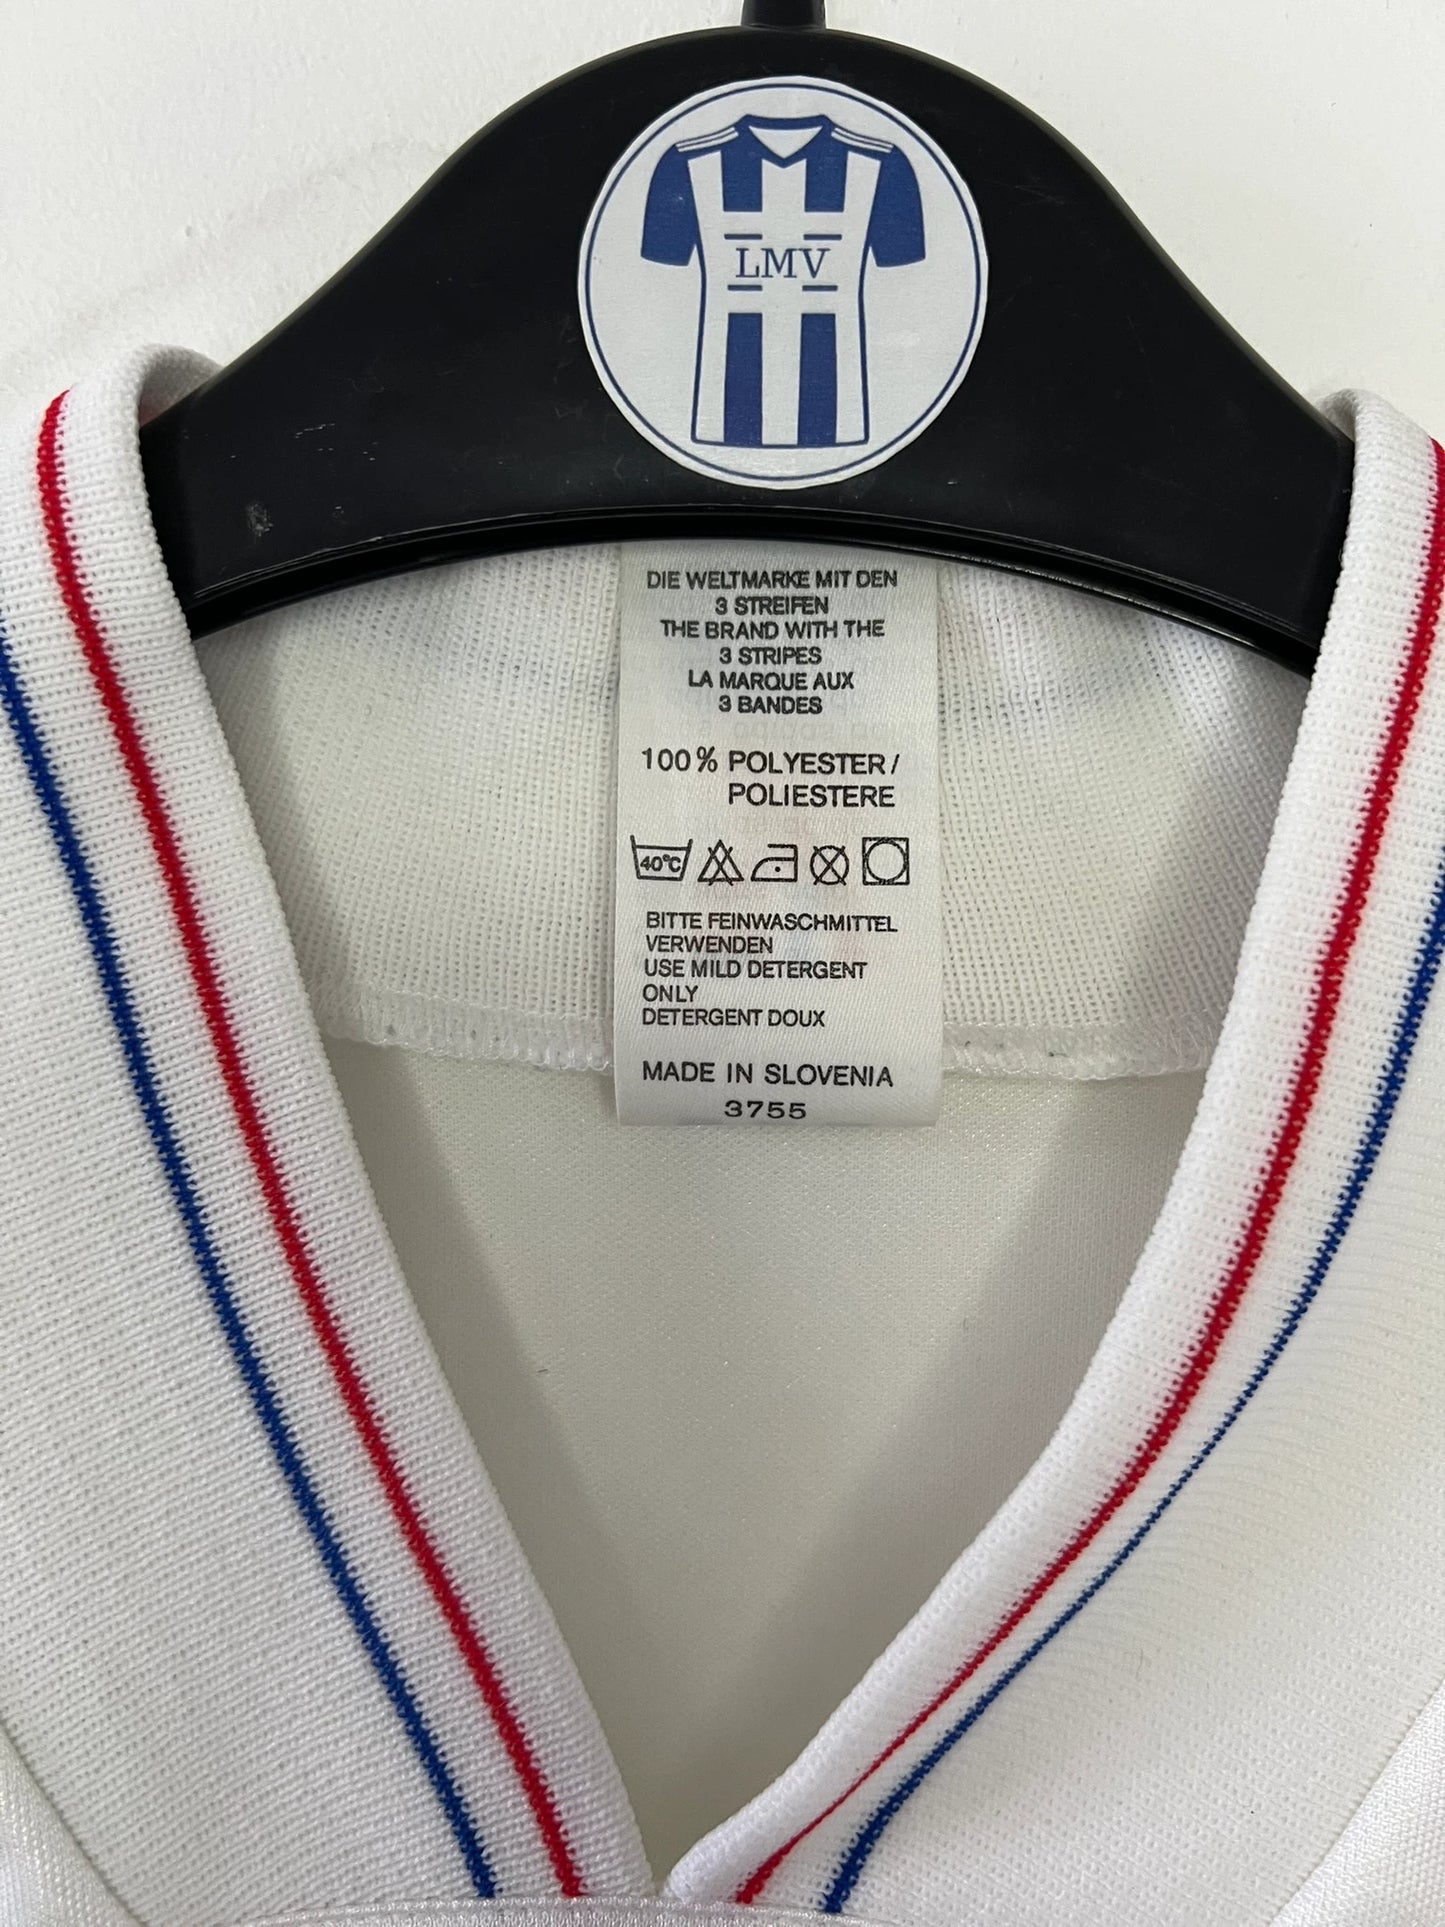 LMV
DIE WELTMARKE MIT DEN
3 STREIFEN
THE BRAND WITH THE
3 STRIPES
LA MARQUE AUX
3 BANDES
100% POLYESTER/
POLIESTERE
40°C
BITTE FEINWASCHMITTEL
VERWENDEN
USE MILD DETERGENT
ONLY
DETERGENT DOUX
MADE IN SLOVENIA
3755